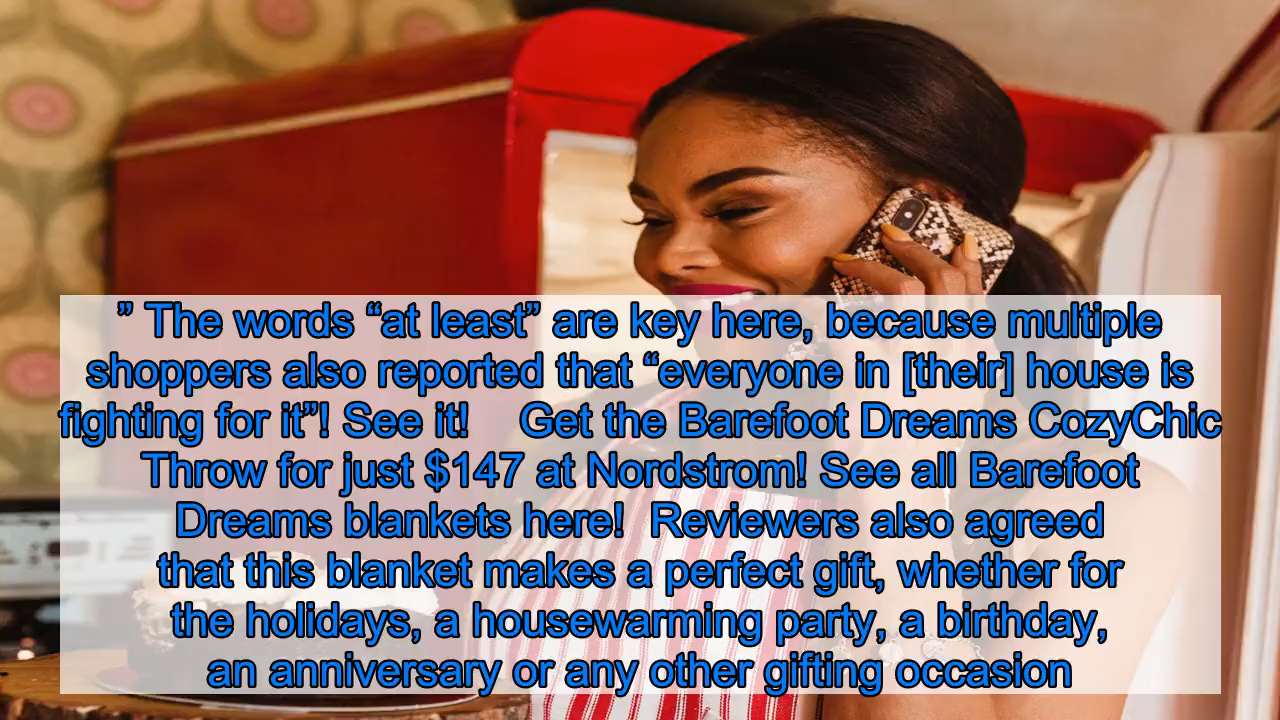 ” The words “at least” are key here, because multiple
shoppers also reported that “everyone in [their] house is
fighting for it”! See it!     Get the Barefoot Dreams CozyChic
Throw for just $147 at Nordstrom! See all Barefoot
Dreams blankets here!  Reviewers also agreed
that this blanket makes a perfect gift, whether for
the holidays, a housewarming party, a birthday,
an anniversary or any other gifting occasion